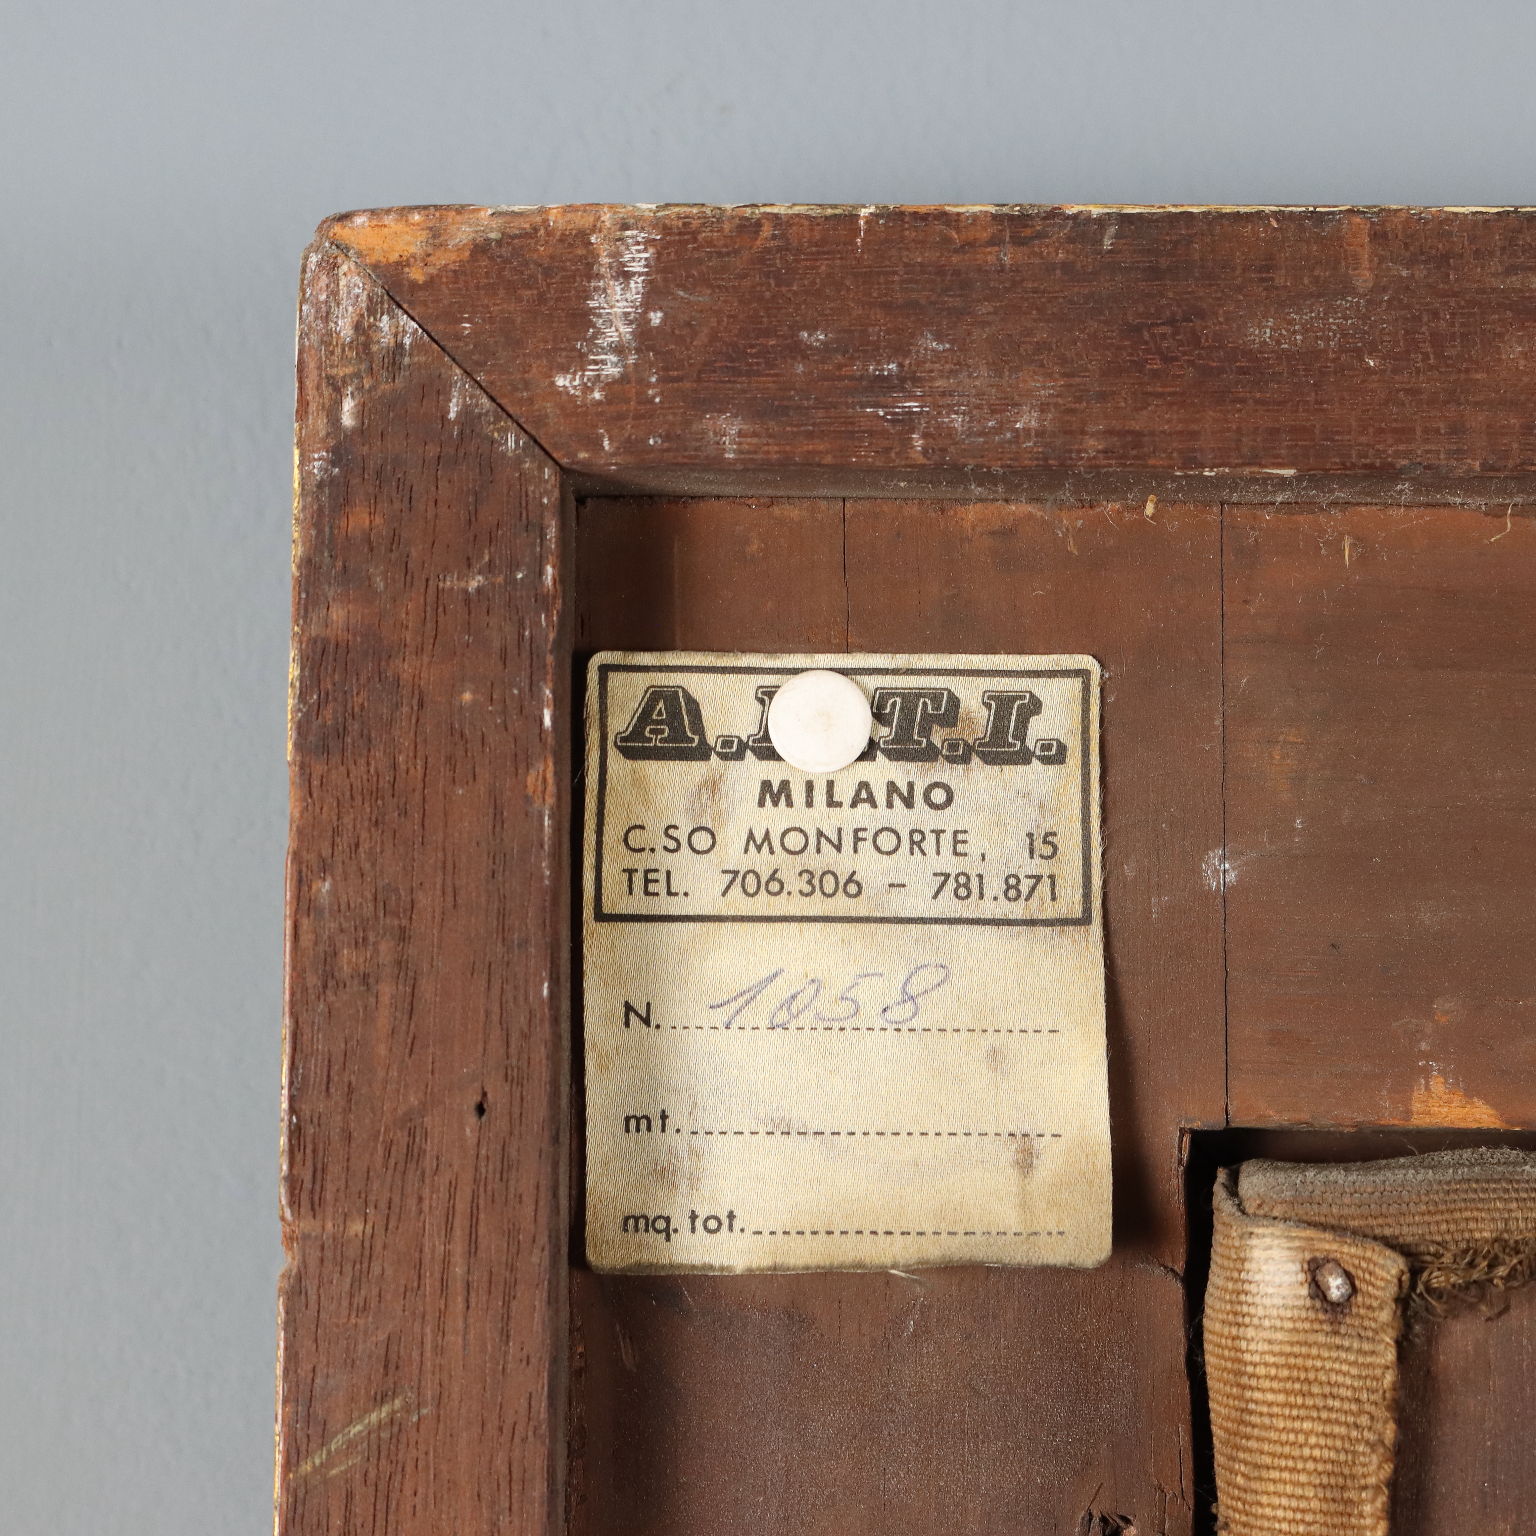 MILANO
C.SO MONFORTE, 15
TEL. 706.306 - 781.871
N. 1058
mt.
mq. tot.